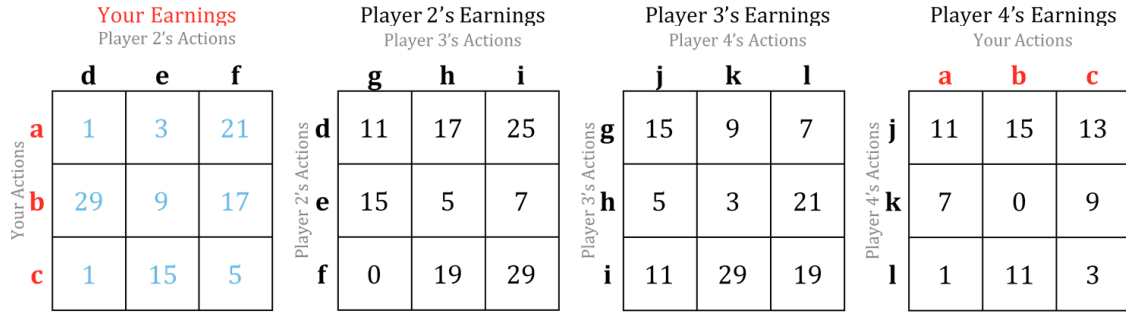 Your Earnings Player 2's Earnings Player 3's Earnings Player 4's Earnings
Player 2's Actions Player 3's Actions Player 4's Actions Your Actions
d e f g h i j k l a b c
a 1 3 21 d 11 17 25 g 15 9 7 j 11 15 13
Your Actions b 29 9 17 Player 2's Actions e 15 5 7 Player 3's Actions h 5 3 21 Player 4's Actions k 7 0 9
c 1 15 5 f 0 19 29 i 11 29 19 l 1 11 3